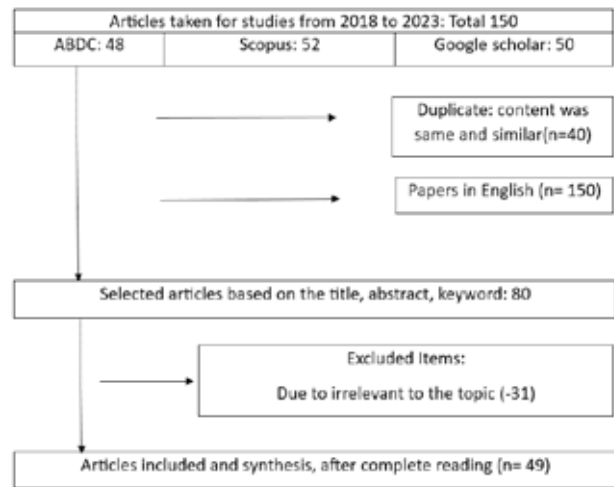 Articles taken for studies from 2018 to 2023: Total 150
ABDC: 48
Scopus: 52
Google scholar: 50
Duplicate: content was
same and similar(n=40)
Papers in English (n= 150)
Selected articles based on the title, abstract, keyword: 80
Excluded Items:
Due to irrelevant to the topic (-31)
Articles included and synthesis, after complete reading (n= 49)